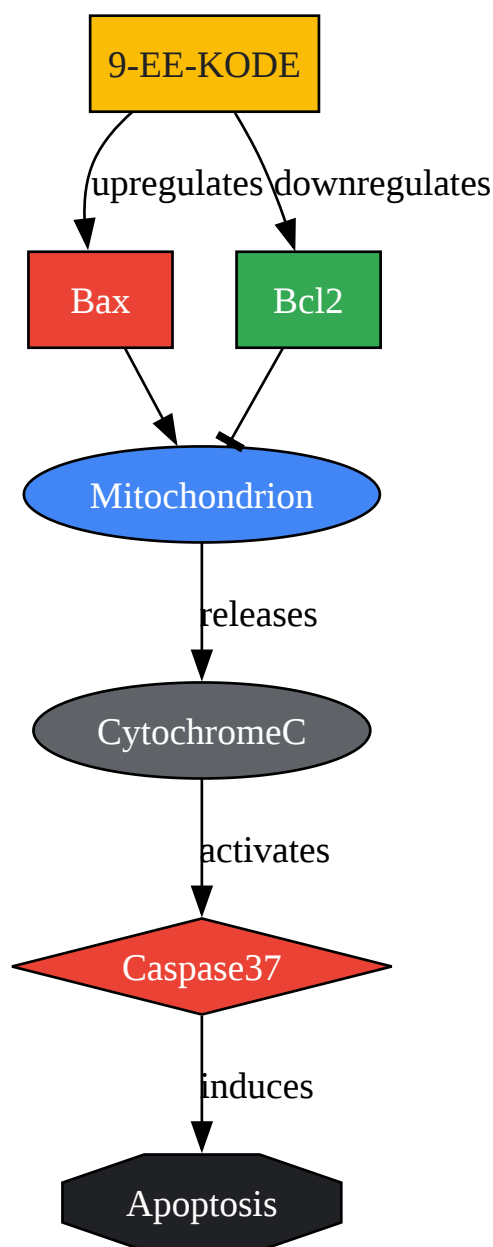 9-EE-KODE
upregulates
downregulates
Bax
Bcl2
Mitochondrion
releases
CytochromeC
activates
Caspase37
induces
Apoptosis